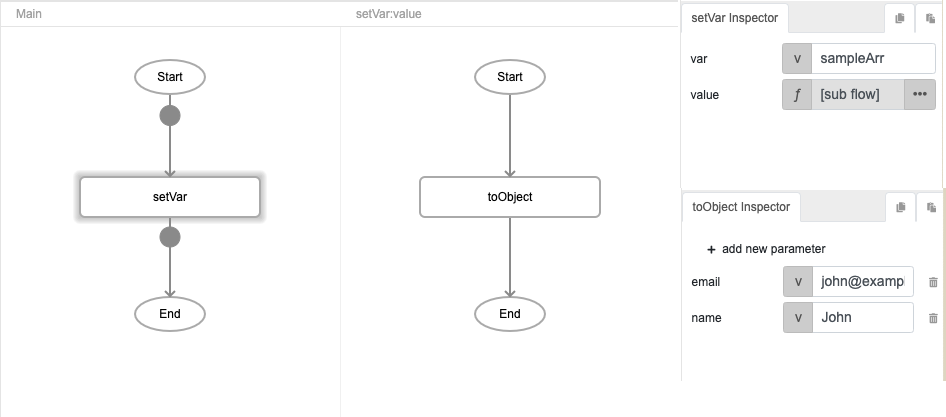 Main
setVar:value
Start
setVar
End
Start
toObject
End
setVar Inspector
var
v
sampleArr
value
f
[sub flow]
•••
toObject Inspector
+ add new parameter
email
v
john@exampl
name
v
John